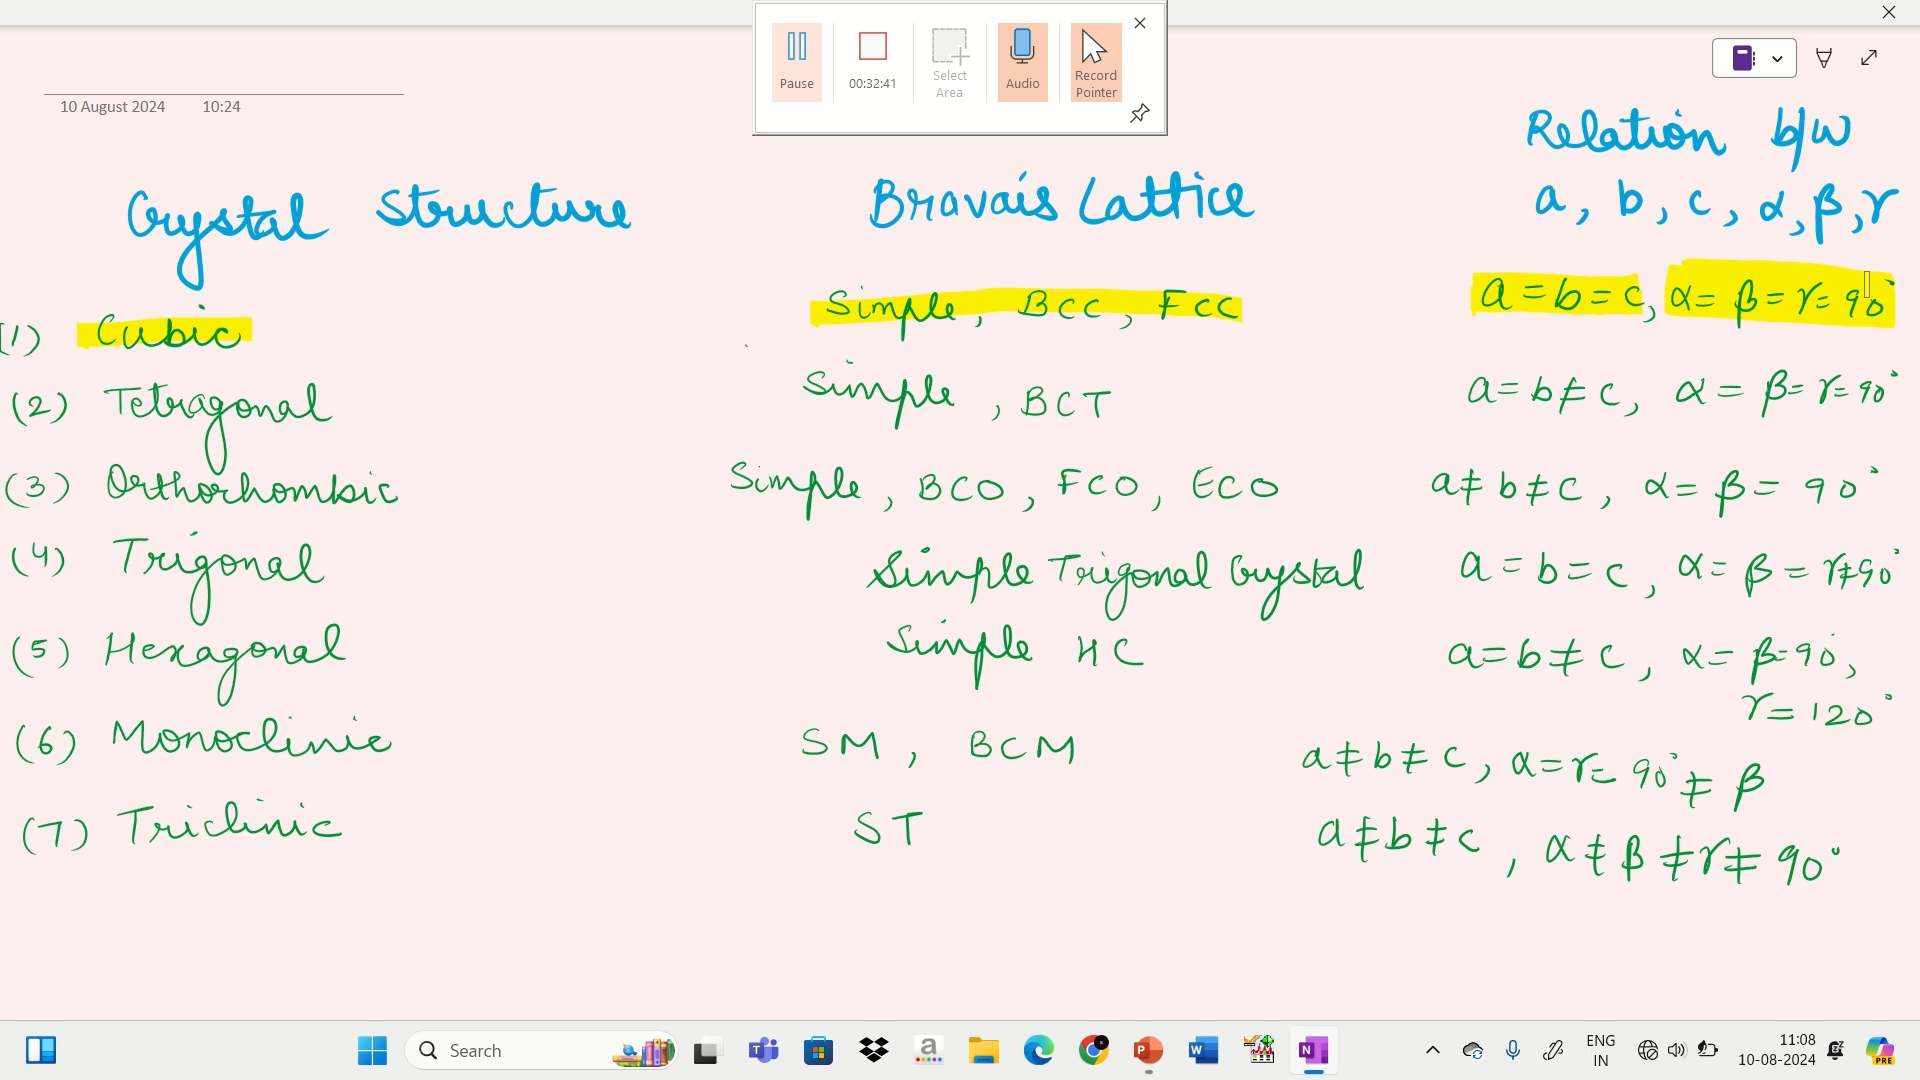 Pause
00:32:41
Select Area
Audio
Record Pointer
10 August 2024 10:24
Relation b/w
a, b, c, α, β, γ
Crystal Structure Bravais Lattice
(1) Cubic Simple, BCC, FCC a = b = c, α = β = γ = 90°
(2) Tetragonal Simple, BCT a = b ≠ c, α = β = γ = 90°
(3) Orthorhombic Simple, BCO, FCO, ECO a ≠ b ≠ c, α = β = 90°
(4) Trigonal Simple Trigonal Crystal a = b = c, α = β = γ ≠ 90°
(5) Hexagonal Simple HC a = b ≠ c, α = β = 90°,
γ = 120°
(6) Monoclinic SM, BCM a ≠ b ≠ c, α = γ = 90° ≠ β
(7) Triclinic ST a ≠ b ≠ c, α ≠ β ≠ γ ≠ 90°
Search
ENG IN
11:08
10-08-2024
PRE